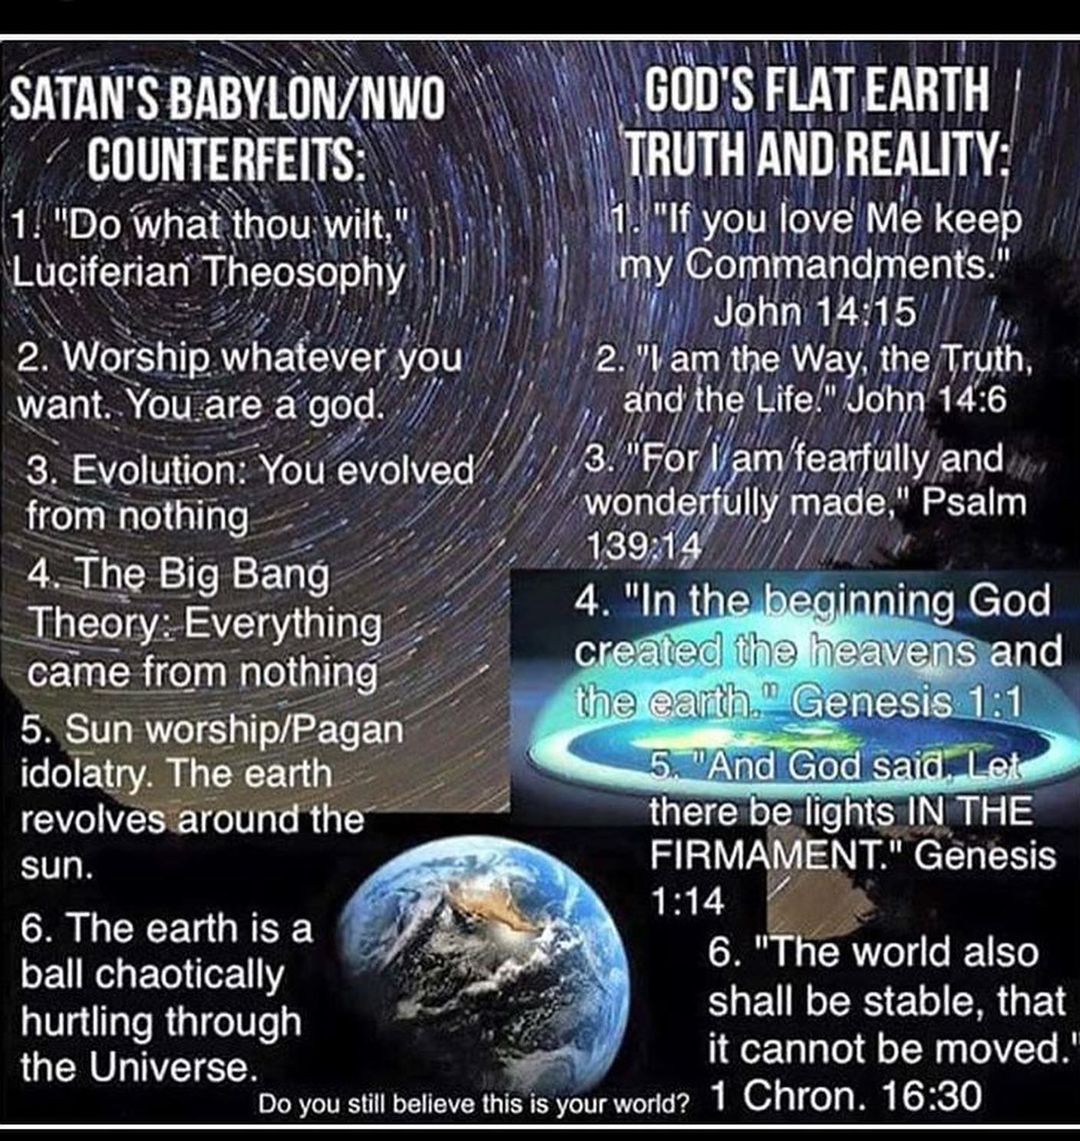 SATAN'S BABYLON/NWO
COUNTERFEITS:
1. "Do what thou wilt,"
Luciferian Theosophy
2. Worship whatever you
want. You are a god.
3. Evolution: You evolved
from nothing
4. The Big Bang
Theory: Everything
came from nothing
5. Sun worship/Pagan
idolatry. The earth
revolves around the
sun.
6. The earth is a
ball chaotically
hurtling through
the Universe.
GOD'S FLAT EARTH
TRUTH AND REALITY:
1. "If you love Me keep
my Commandments."
John 14:15
2. "I am the Way, the Truth,
and the Life." John 14:6
3. "For I am fearfully and
wonderfully made," Psalm
139:14
4. "In the beginning God
created the heavens and
the earth." Genesis 1:1
5. "And God said, Let
there be lights IN THE
FIRMAMENT." Genesis
1:14
6. "The world also
shall be stable, that
it cannot be moved."
1 Chron. 16:30
Do you still believe this is your world?